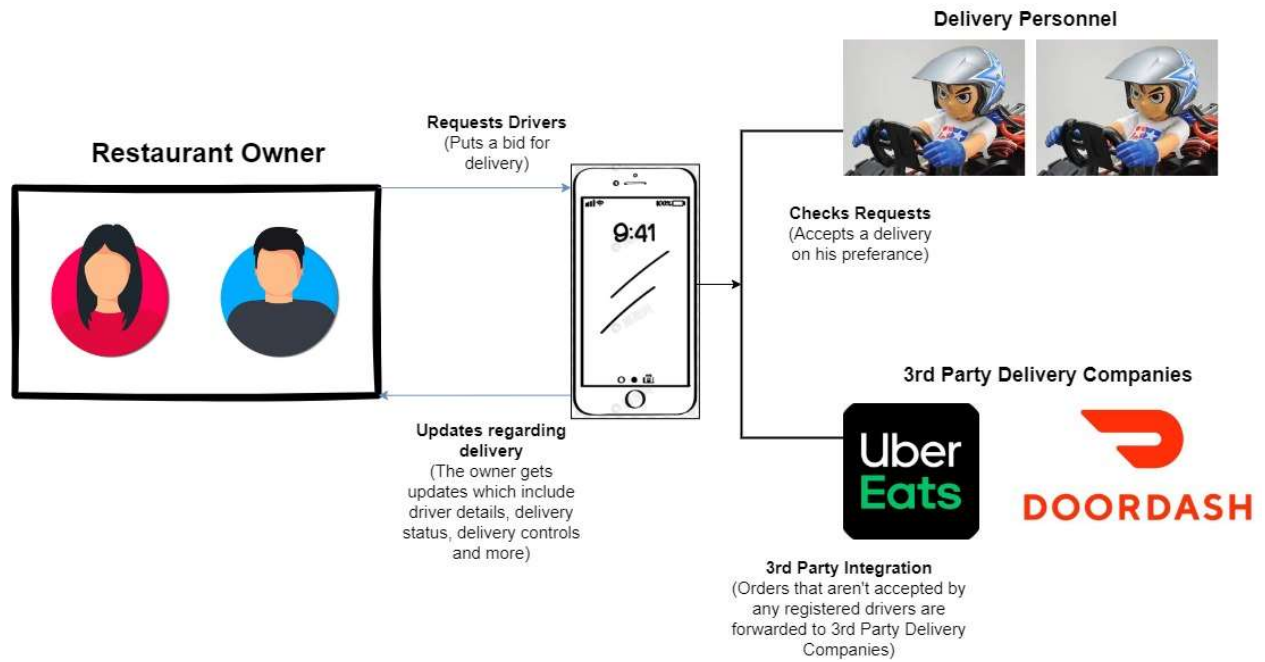 Delivery Personnel
Requests Drivers
(Puts a bid for
delivery)
Restaurant Owner
9:41
100%
Checks Requests
(Accepts a delivery
on his preferance)
3rd Party Delivery Companies
Uber
Eats
DOORDASH
Updates regarding
delivery
(The owner gets
updates which include
driver details, delivery
status, delivery controls
and more)
3rd Party Integration
(Orders that aren't accepted by
any registered drivers are
forwarded to 3rd Party Delivery
Companies)